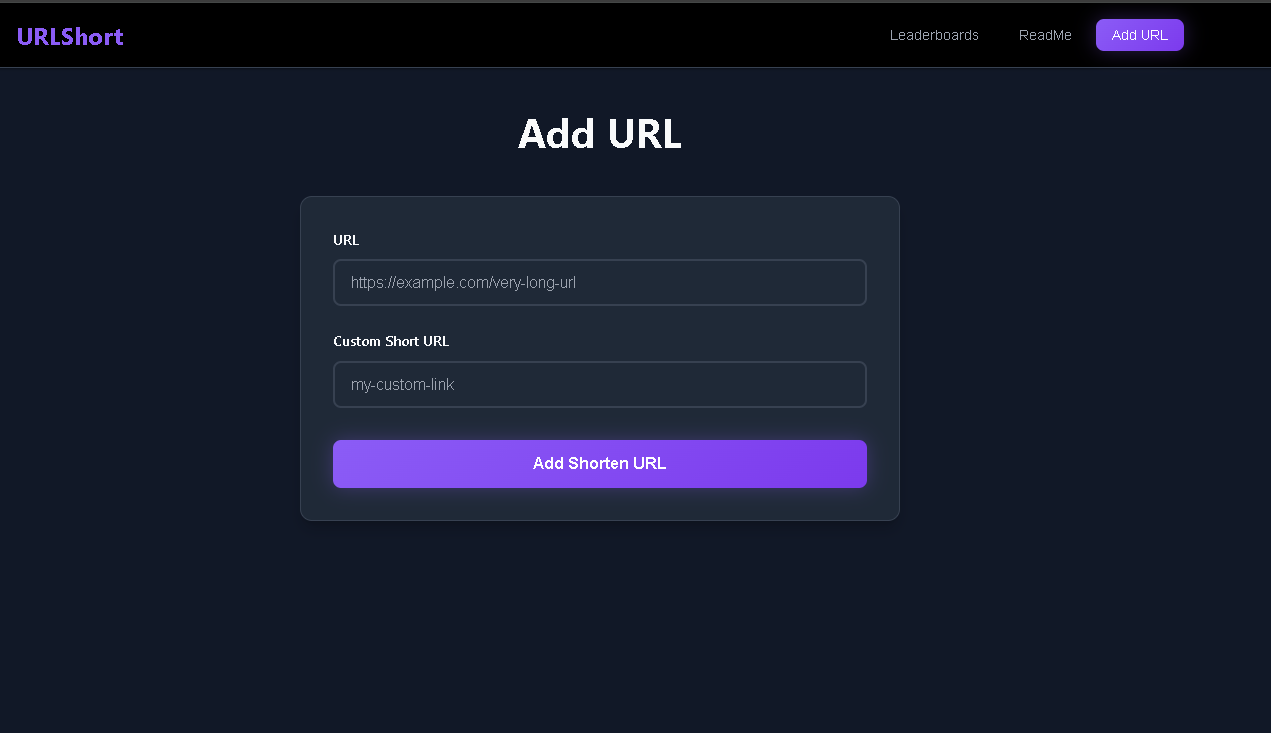 URLShort
Leaderboards
ReadMe
Add URL
Add URL
URL
https://example.com/very-long-url
Custom Short URL
my-custom-link
Add Shorten URL